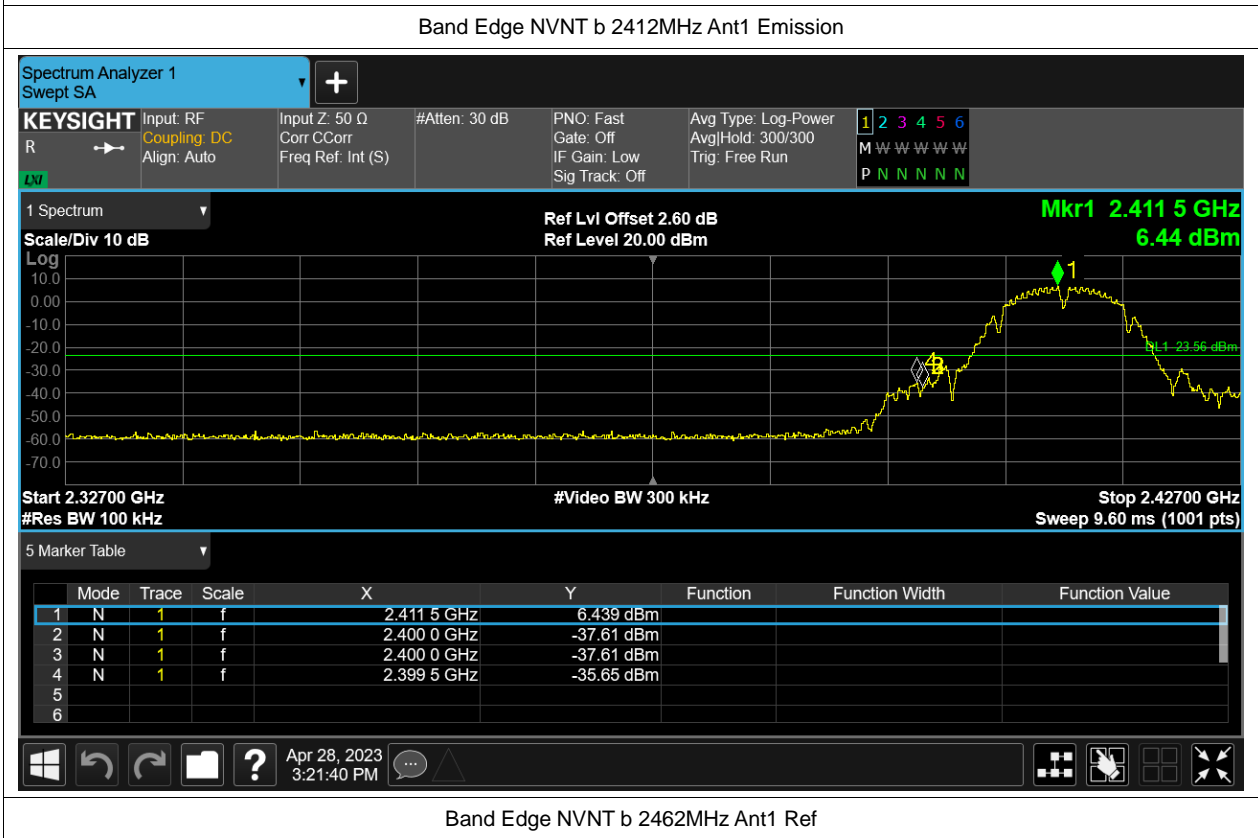 Band Edge NVNT b 2412MHz Ant1 Emission
Spectrum Analyzer 1
Swept SA
KEYSIGHT
R
LXI
Input: RF
Coupling: DC
Align: Auto
Input Z: 50 Ω
Corr CCorr
Freq Ref: Int (S)
#Atten: 30 dB
PNO: Fast
Gate: Off
IF Gain: Low
Sig Track: Off
Avg Type: Log-Power
Avg|Hold: 300/300
Trig: Free Run
1 2 3 4 5 6
M W W W W W
P N N N N N
1 Spectrum
Scale/Div 10 dB
Ref Lvl Offset 2.60 dB
Ref Level 20.00 dBm
Mkr1 2.411 5 GHz
6.44 dBm
Log
10.0
0.00
-10.0
-20.0
-30.0
-40.0
-50.0
-60.0
-70.0
1
4
DL1 23.56 dBm
Start 2.32700 GHz
#Video BW 300 kHz
Stop 2.42700 GHz
#Res BW 100 kHz
Sweep 9.60 ms (1001 pts)
5 Marker Table
Mode Trace Scale X Y Function Function Width Function Value
1 N 1 f 2.411 5 GHz 6.439 dBm
2 N 1 f 2.400 0 GHz -37.61 dBm
3 N 1 f 2.400 0 GHz -37.61 dBm
4 N 1 f 2.399 5 GHz -35.65 dBm
5
6
?
Apr 28, 2023
3:21:40 PM
Band Edge NVNT b 2462MHz Ant1 Ref